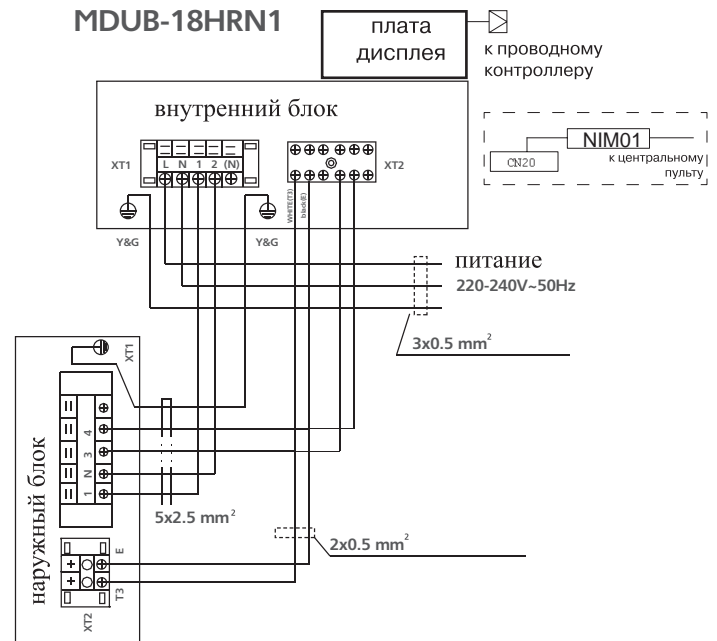 MDUB-18HRN1
плата
дисплея
к проводному
контроллеру
внутренний блок
XT1
L N 1 2 (N)
XT2
WHITE(T3)
black(E)
NIM01
CN20
к центральному
пульту
Y&G
Y&G
питание
220-240V~50Hz
3x0.5 mm²
XT1
4
3
N
1
наружный блок
5x2.5 mm²
2x0.5 mm²
E
T3
XT2